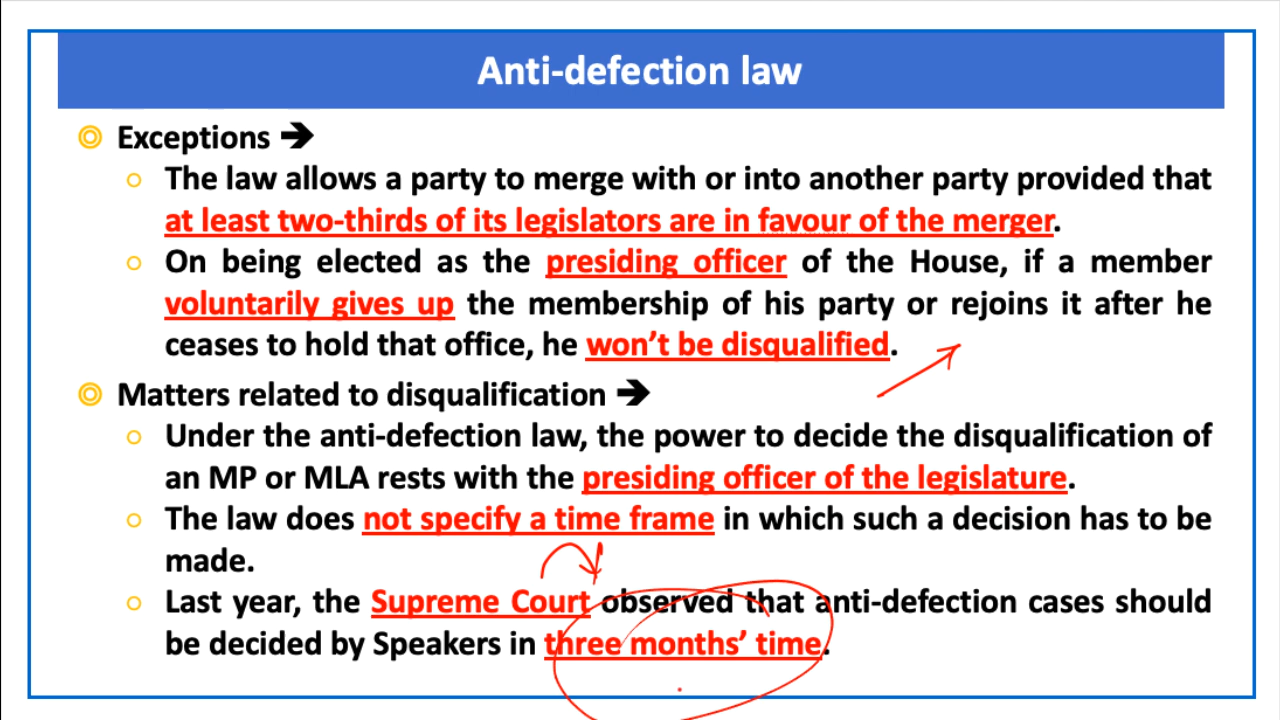 Anti-defection law
Exceptions ➔
The law allows a party to merge with or into another party provided that
at least two-thirds of its legislators are in favour of the merger.
On being elected as the presiding officer of the House, if a member
voluntarily gives up the membership of his party or rejoins it after he
ceases to hold that office, he won’t be disqualified.
Matters related to disqualification ➔
Under the anti-defection law, the power to decide the disqualification of
an MP or MLA rests with the presiding officer of the legislature.
The law does not specify a time frame in which such a decision has to be
made.
Last year, the Supreme Court observed that anti-defection cases should
be decided by Speakers in three months’ time.